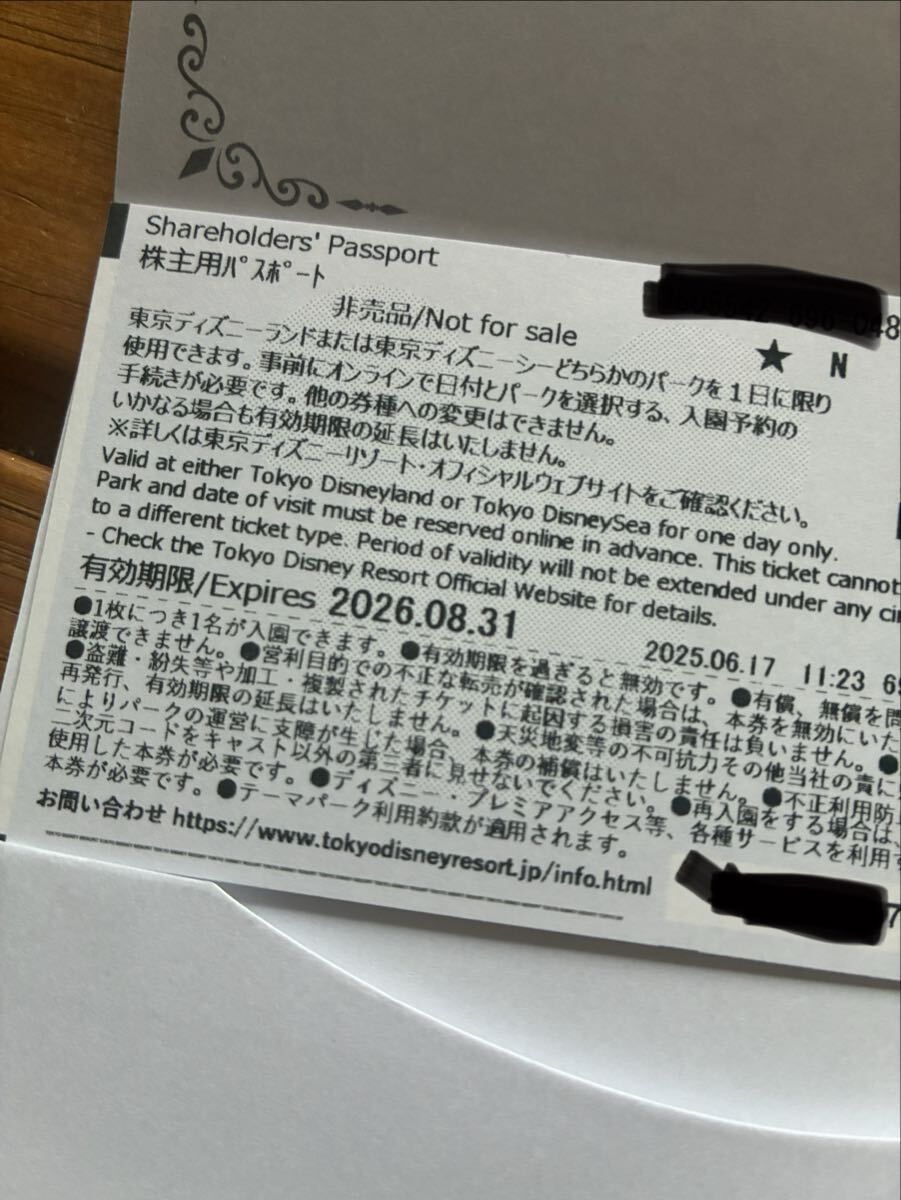 Shareholders' Passport
株主用ﾊﾟｽﾎﾟｰﾄ
非売品/Not for sale
★ N
東京ディズニーランドまたは東京ディズニーシーどちらかのパークを1日に限り
使用できます。事前にオンラインで日付とパークを選択する、入園予約の
手続きが必要です。他の券種への変更はできません。
いかなる場合も有効期限の延長はいたしません。
※詳しくは東京ディズニーリゾート・オフィシャルウェブサイトをご確認ください。
Valid at either Tokyo Disneyland or Tokyo DisneySea for one day only.
Park and date of visit must be reserved online in advance. This ticket cannot
to a different ticket type. Period of validity will not be extended under any cir
- Check the Tokyo Disney Resort Official Website for details.
有効期限/Expires 2026.08.31
2025.06.17 11:23 69
●1枚につき1名が入園できます。●有効期限を過ぎると無効です。●有償、無償を問
譲渡できません。●営利目的での不正な転売が確認された場合は、本券を無効にいた
●盗難・紛失等や加工・複製されたチケットに起因する損害の責任は負いません。●
再発行、有効期限の延長はいたしません。●天災地変等の不可抗力その他当社の責に
によりパークの運営に支障が生じた場合、本券の補償はいたしません。●不正利用防
二次元コードをキャスト以外の第三者に見せないでください。●再入園をする場合は、
使用した本券が必要です。●ディズニー・プレミアアクセス等、各種サービスを利用す
本券が必要です。●テーマパーク利用約款が適用されます。
お問い合わせ https://www.tokyodisneyresort.jp/info.html